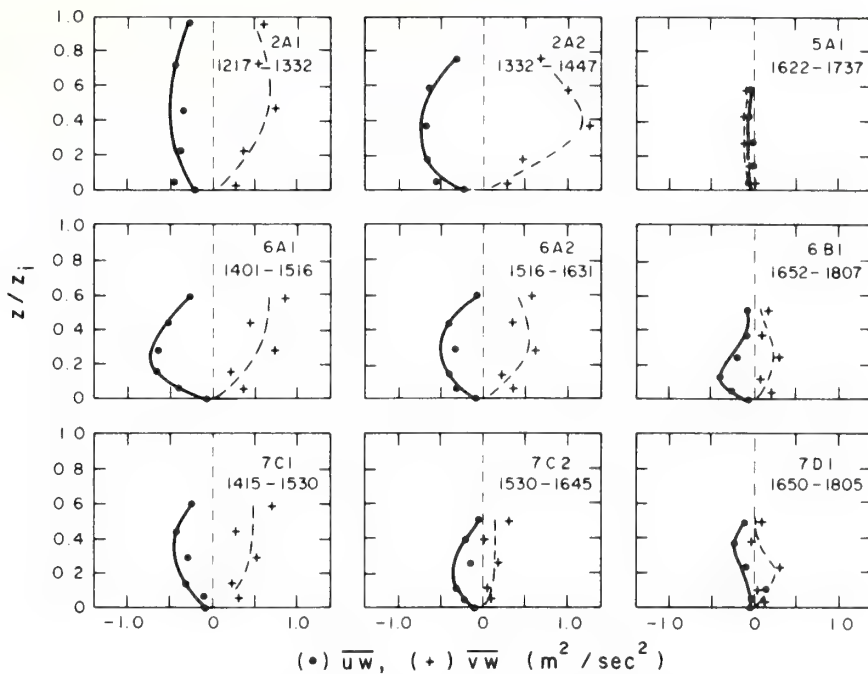 1.0
0.8
0.6
0.4
0.2
0
2A1
1217–1332
2A2
1332–1447
5A1
1622–1737
z/z_i
1.0
0.8
0.6
0.4
0.2
0
6A1
1401–1516
6A2
1516–1631
6B1
1652–1807
1.0
0.8
0.6
0.4
0.2
0
7C1
1415–1530
7C2
1530–1645
7D1
1650–1805
-1.0 0 1.0 -1.0 0 1.0 -1.0 0 1.0
(•) u̅w̅, (+) v̅w̅ (m²/sec²)